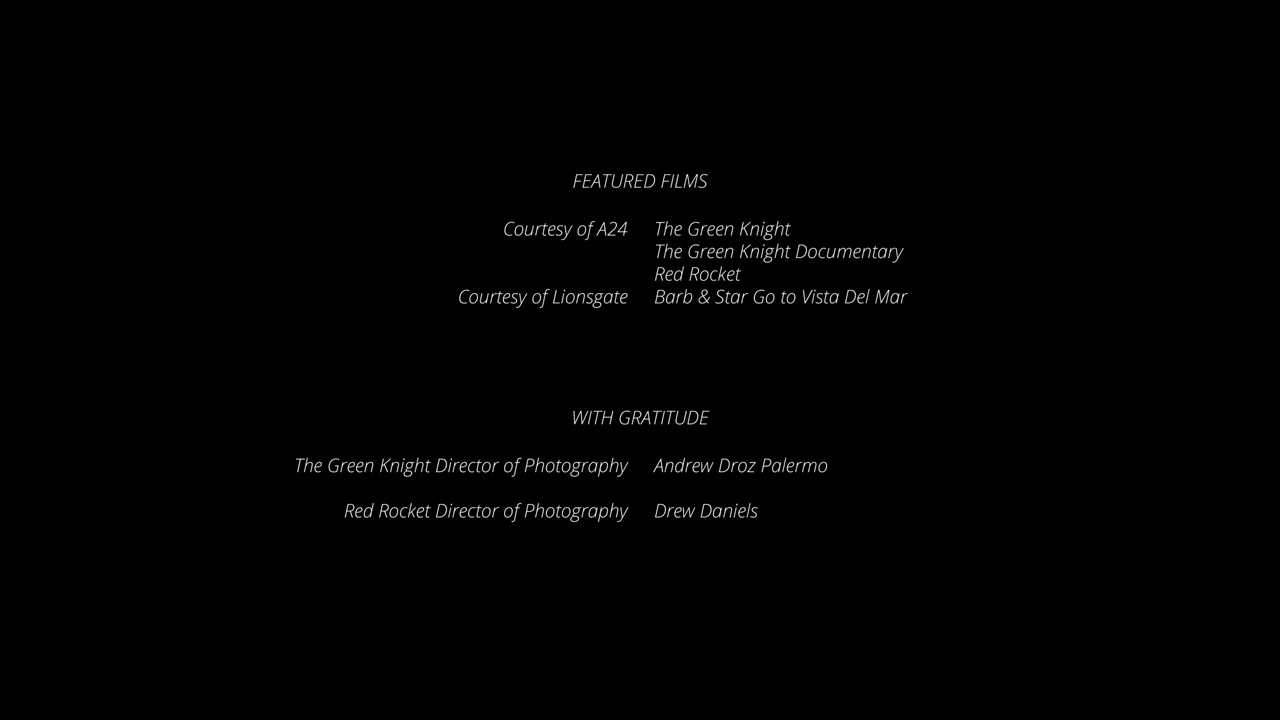 FEATURED FILMS
Courtesy of A24 The Green Knight
The Green Knight Documentary
Red Rocket
Courtesy of Lionsgate Barb & Star Go to Vista Del Mar
WITH GRATITUDE
The Green Knight Director of Photography Andrew Droz Palermo
Red Rocket Director of Photography Drew Daniels